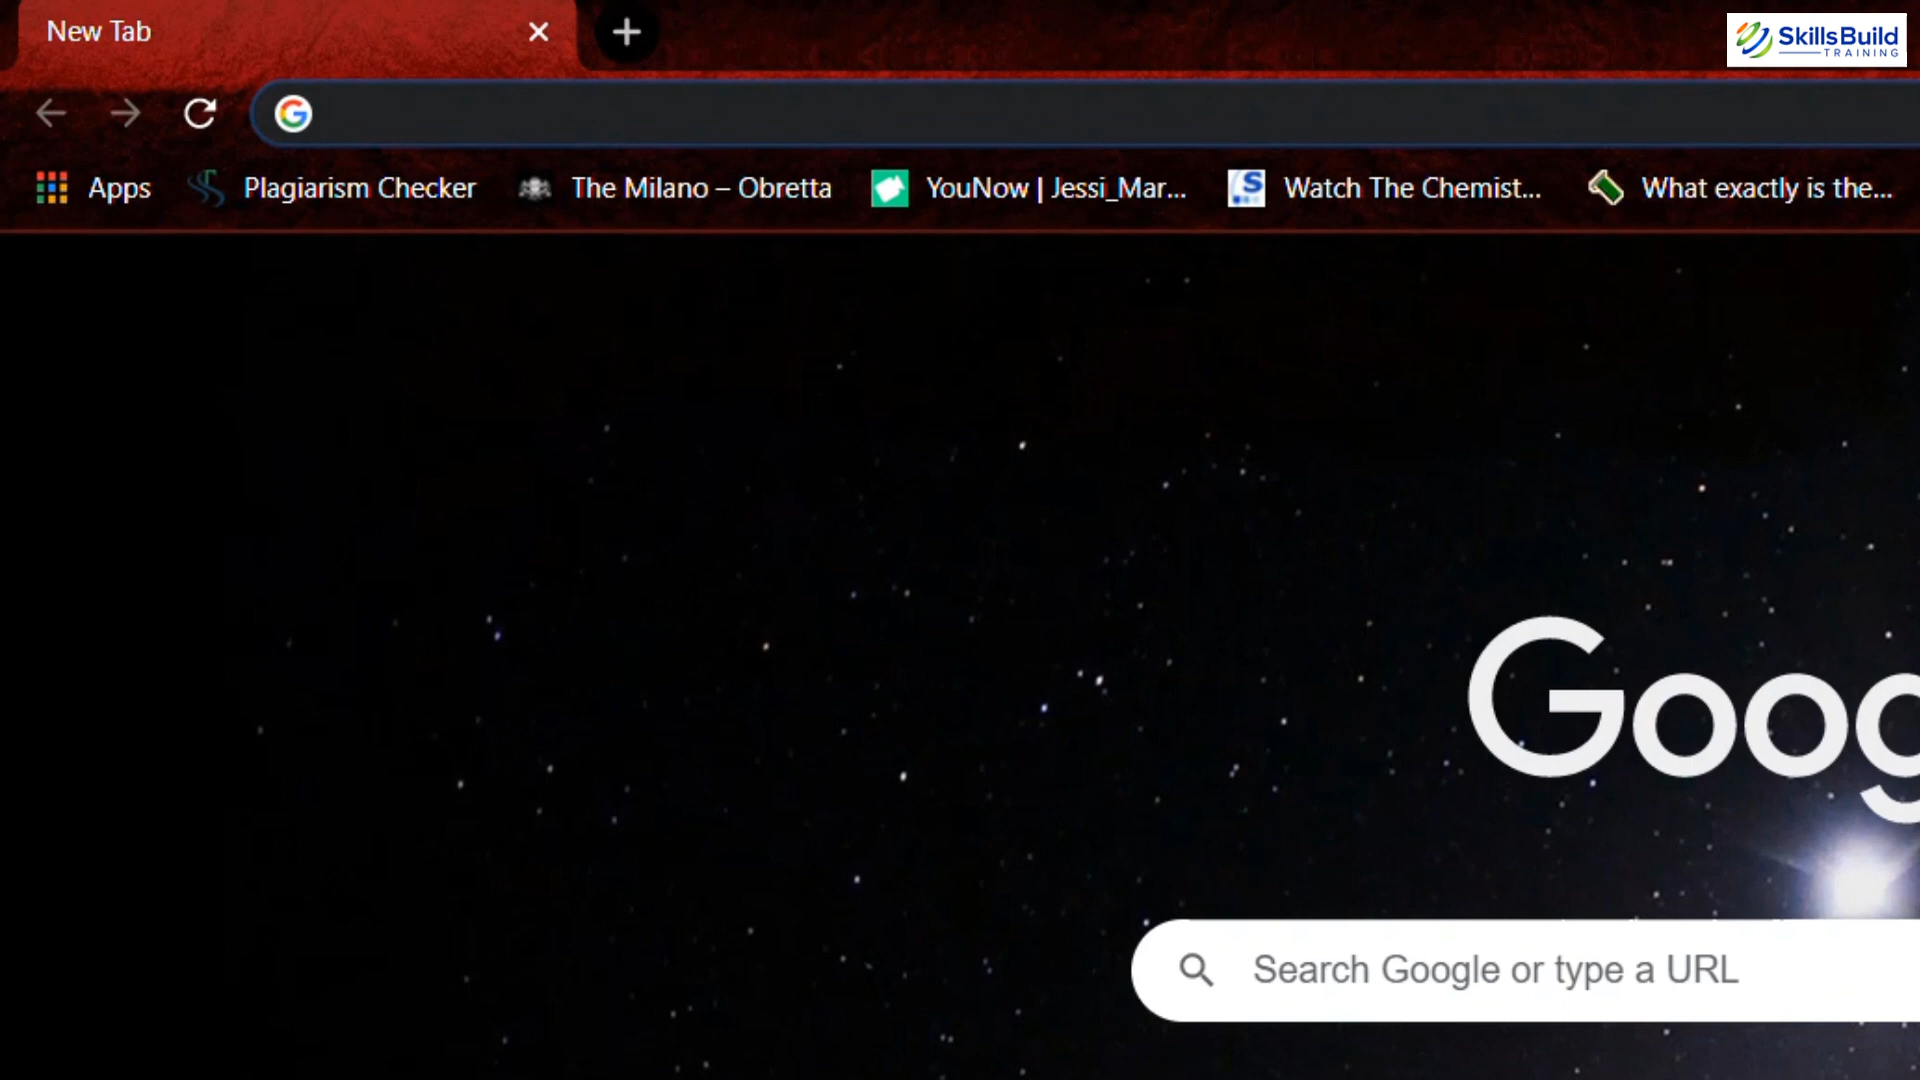 New Tab
SkillsBuild
TRAINING
Apps
Plagiarism Checker
The Milano – Obretta
YouNow | Jessi_Mar...
Watch The Chemist...
What exactly is the...
Goog
Search Google or type a URL